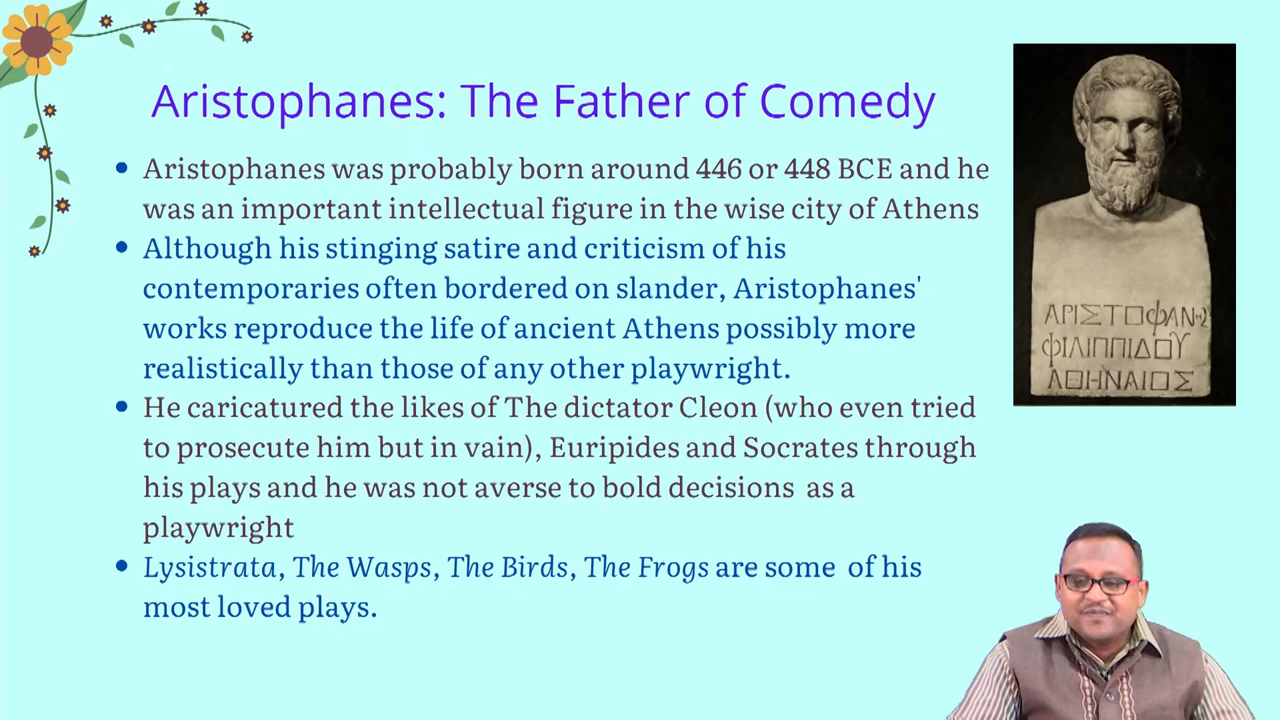 Aristophanes: The Father of Comedy
Aristophanes was probably born around 446 or 448 BCE and he
was an important intellectual figure in the wise city of Athens
Although his stinging satire and criticism of his
contemporaries often bordered on slander, Aristophanes'
works reproduce the life of ancient Athens possibly more
realistically than those of any other playwright.
He caricatured the likes of The dictator Cleon (who even tried
to prosecute him but in vain), Euripides and Socrates through
his plays and he was not averse to bold decisions as a
playwright
Lysistrata, The Wasps, The Birds, The Frogs are some of his
most loved plays.
ΑΡΙΣΤΟΦΑΝ
ΦΙΛΙΠΠΙΔΟΥ
ΑΘΗΝΑΙΟΣ